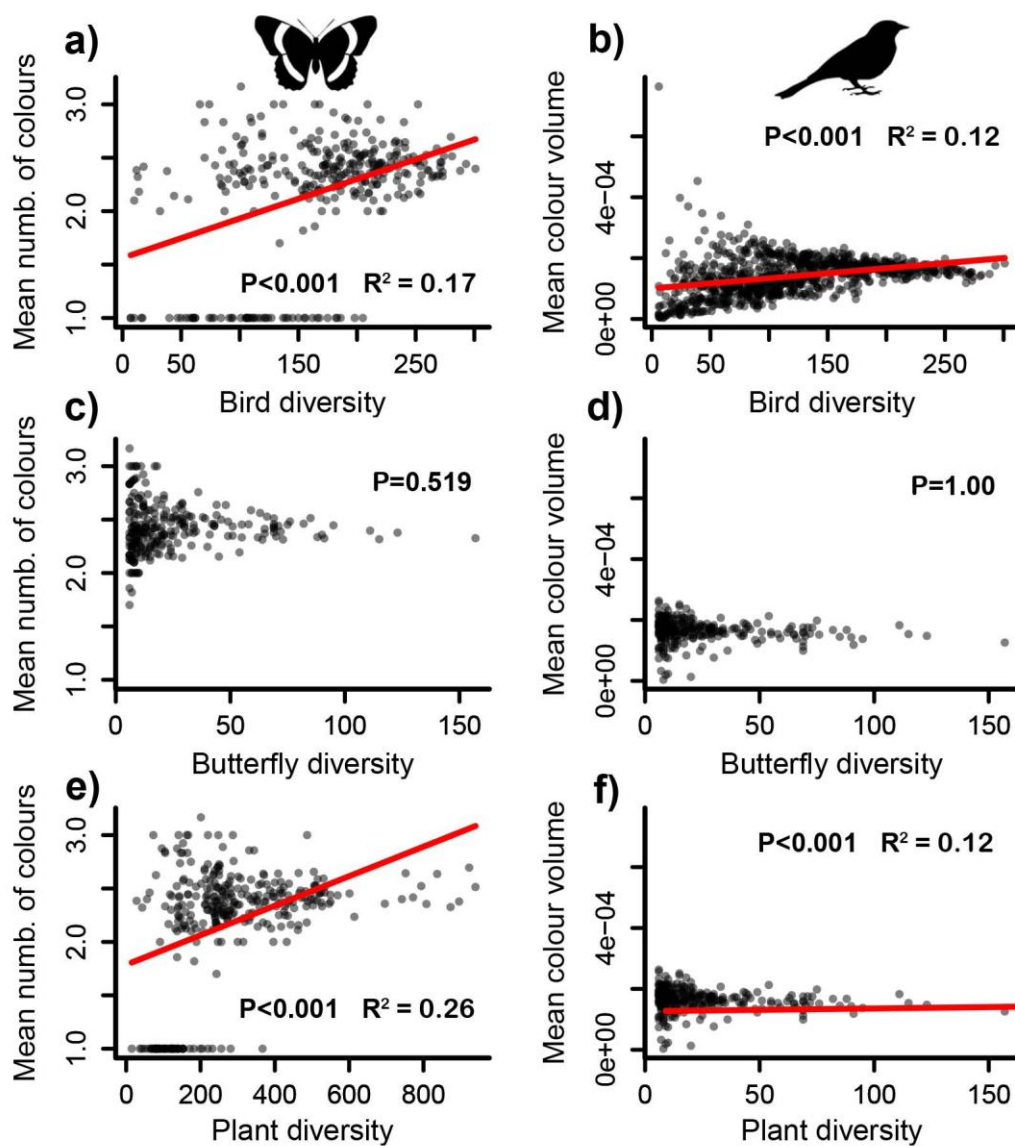 a)
Mean numb. of colours
3.0
2.0
1.0
P<0.001 R² = 0.17
0 50 150 250
Bird diversity
b)
Mean colour volume
4e−04
0e+00
P<0.001 R² = 0.12
50 150 250
Bird diversity
c)
Mean numb. of colours
3.0
2.0
1.0
P=0.519
0 50 100 150
Butterfly diversity
d)
Mean colour volume
4e−04
0e+00
P=1.00
0 50 100 150
Butterfly diversity
e)
Mean numb. of colours
3.0
2.0
1.0
P<0.001 R² = 0.26
0 200 400 600 800
Plant diversity
f)
Mean colour volume
4e−04
0e+00
P<0.001 R² = 0.12
0 50 100 150
Plant diversity